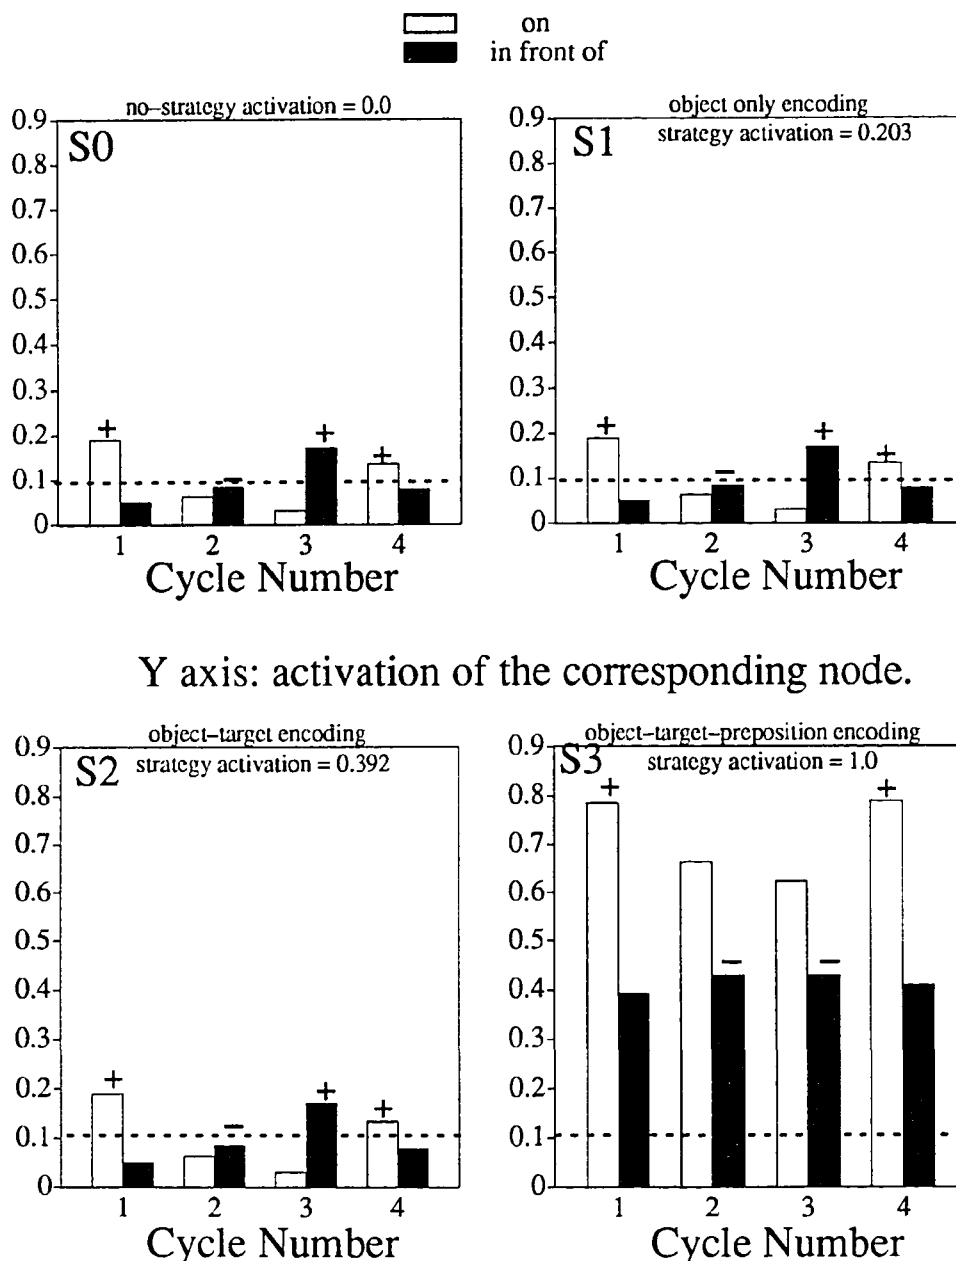 on
in front of
no–strategy activation = 0.0
S0
0.9
0.8
0.7
0.6
0.5
0.4
0.3
0.2
0.1
0
+
+
+
–
1 2 3 4
Cycle Number
object only encoding
strategy activation = 0.203
S1
0.9
0.8
0.7
0.6
0.5
0.4
0.3
0.2
0.1
0
+
+
+
–
1 2 3 4
Cycle Number
Y axis: activation of the corresponding node.
object–target encoding
strategy activation = 0.392
S2
0.9
0.8
0.7
0.6
0.5
0.4
0.3
0.2
0.1
0
+
+
+
–
1 2 3 4
Cycle Number
object–target–preposition encoding
strategy activation = 1.0
S3
0.9
0.8
0.7
0.6
0.5
0.4
0.3
0.2
0.1
0
+ +
– –
1 2 3 4
Cycle Number